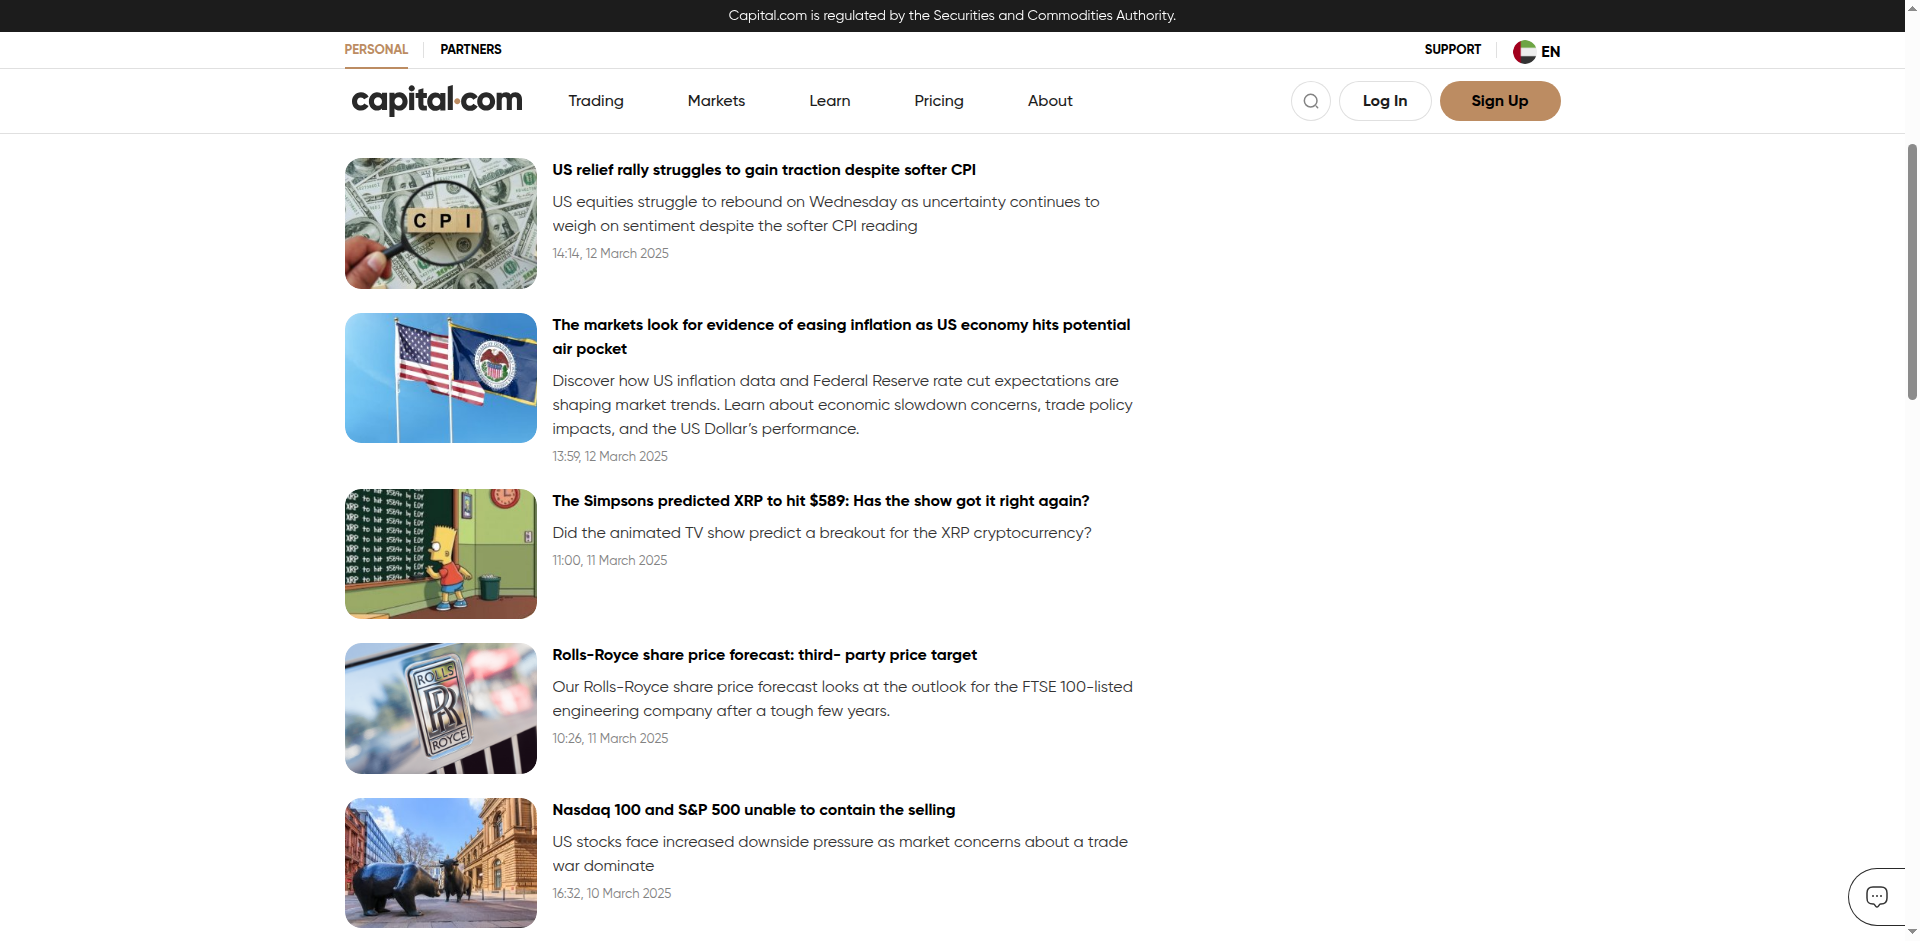 Capital.com is regulated by the Securities and Commodities Authority.
PERSONAL
PARTNERS
SUPPORT
EN
capital.com
Trading
Markets
Learn
Pricing
About
Log In
Sign Up
CPI
US relief rally struggles to gain traction despite softer CPI
US equities struggle to rebound on Wednesday as uncertainty continues to
weigh on sentiment despite the softer CPI reading
14:14, 12 March 2025
The markets look for evidence of easing inflation as US economy hits potential
air pocket
Discover how US inflation data and Federal Reserve rate cut expectations are
shaping market trends. Learn about economic slowdown concerns, trade policy
impacts, and the US Dollar’s performance.
13:59, 12 March 2025
The Simpsons predicted XRP to hit $589: Has the show got it right again?
Did the animated TV show predict a breakout for the XRP cryptocurrency?
11:00, 11 March 2025
ROLLS
RR
ROYCE
Rolls-Royce share price forecast: third- party price target
Our Rolls-Royce share price forecast looks at the outlook for the FTSE 100-listed
engineering company after a tough few years.
10:26, 11 March 2025
Nasdaq 100 and S&P 500 unable to contain the selling
US stocks face increased downside pressure as market concerns about a trade
war dominate
16:32, 10 March 2025